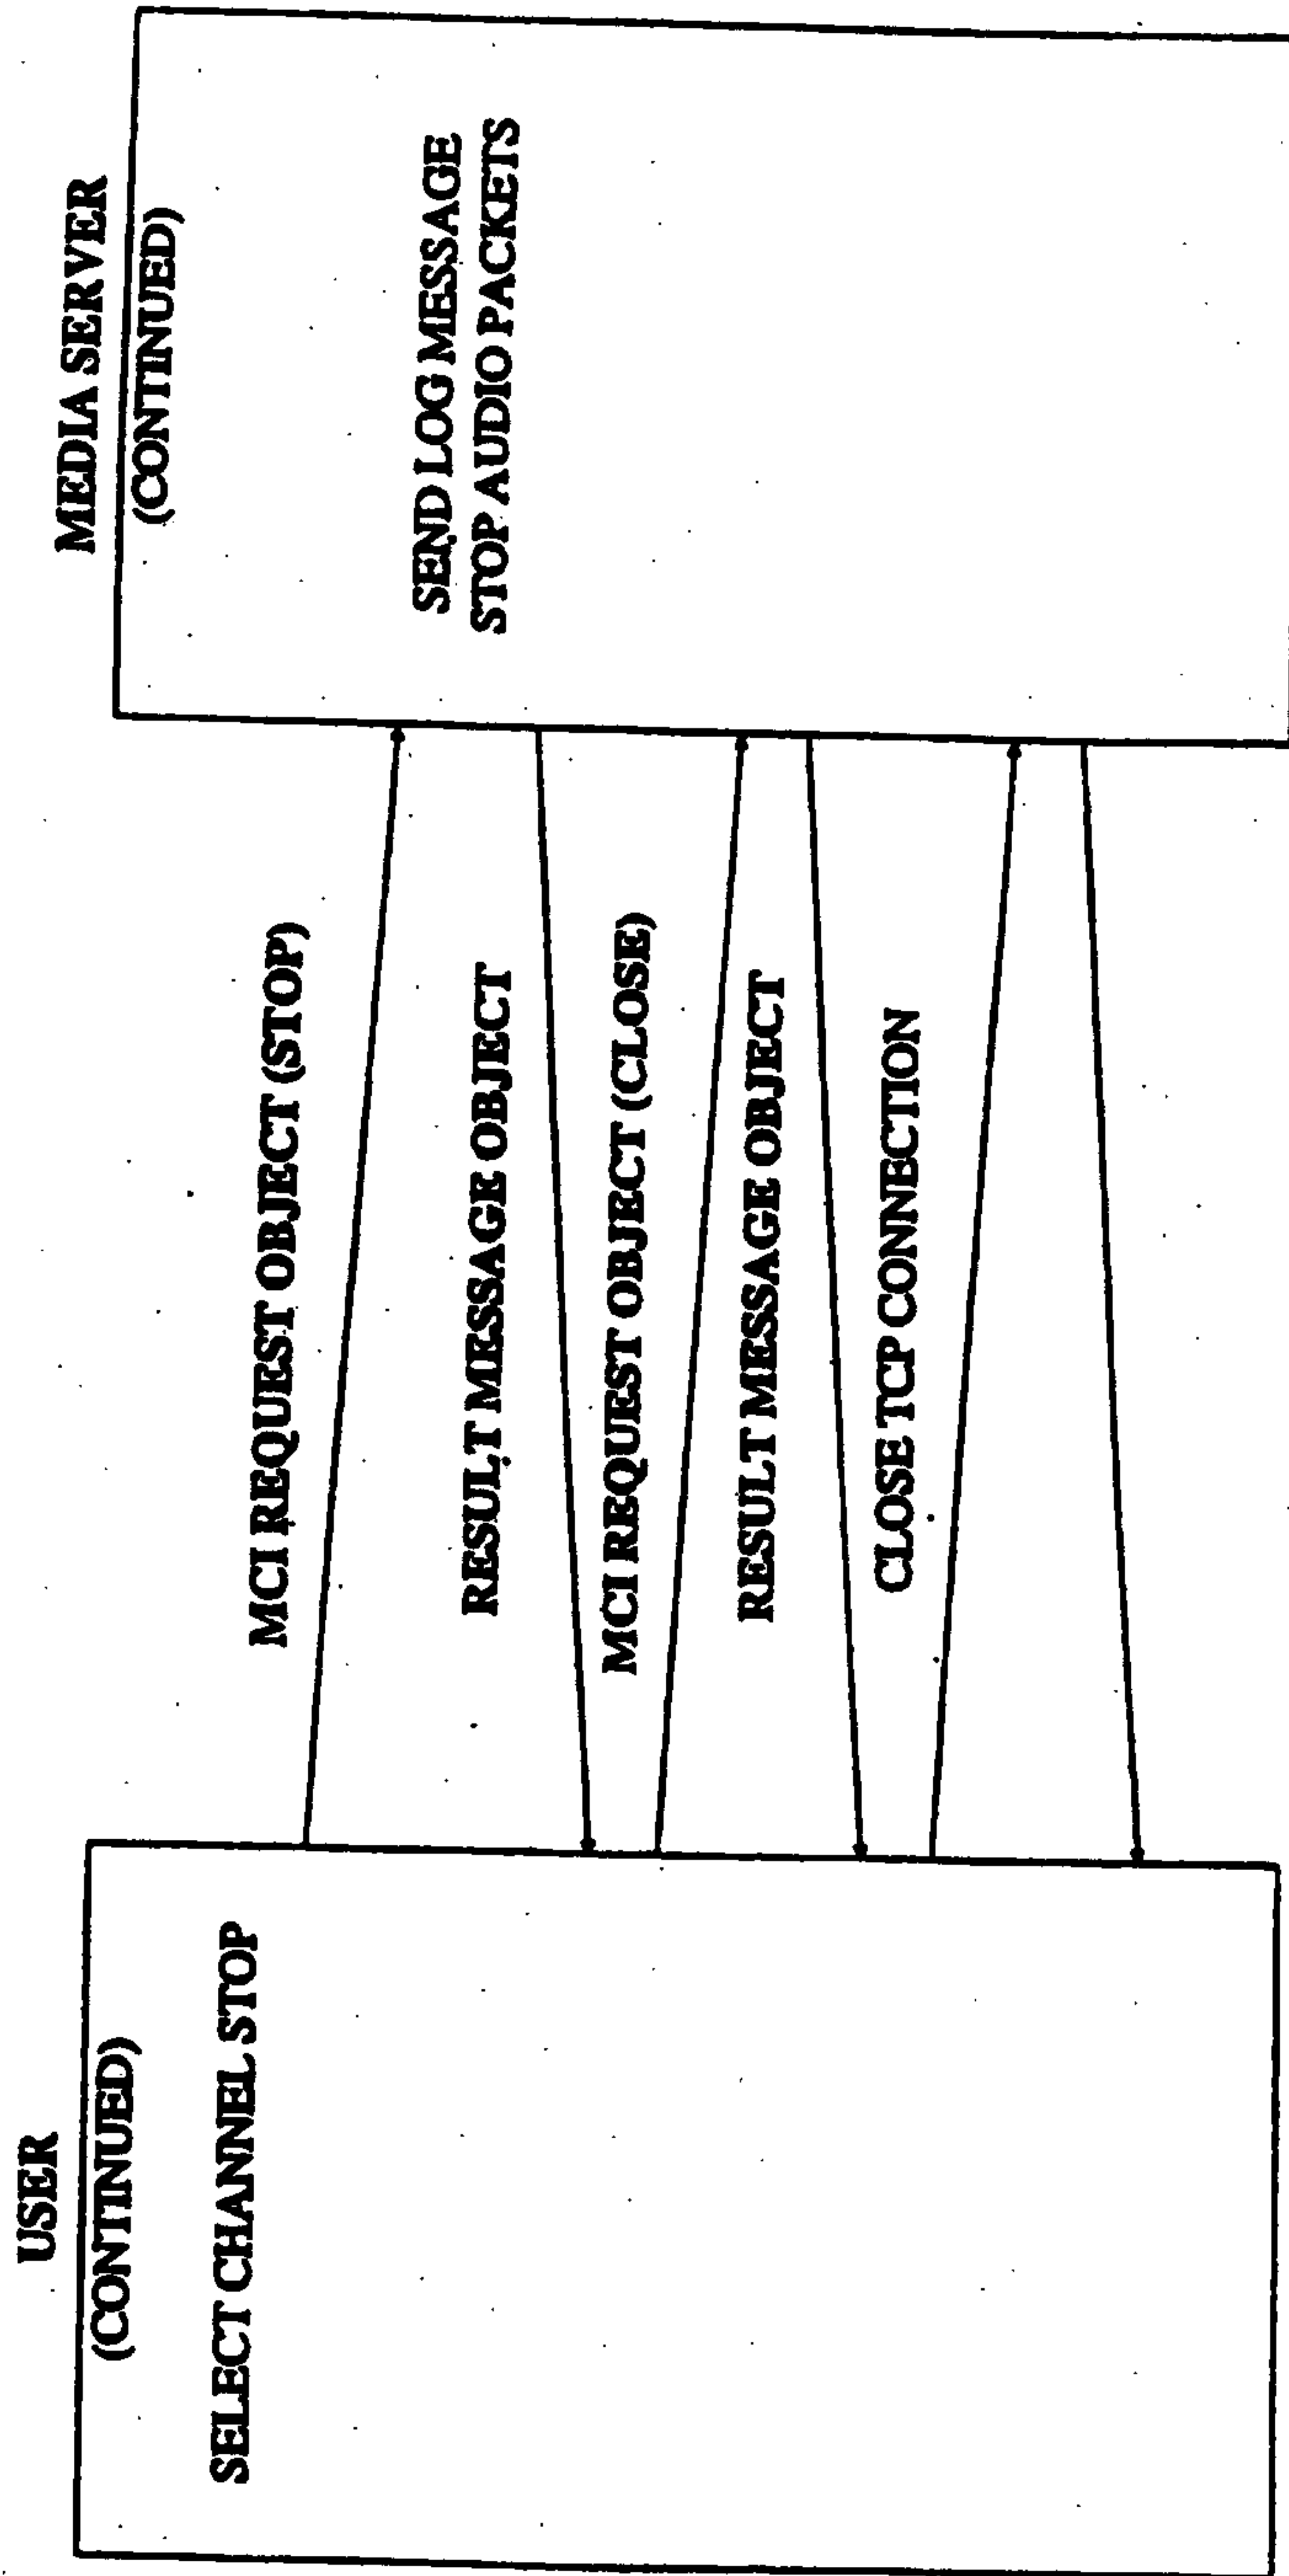 USER
(CONTINUED)
SELECT CHANNEL STOP
MCI REQUEST OBJECT (STOP)
RESULT MESSAGE OBJECT
MCI REQUEST OBJECT (CLOSE)
RESULT MESSAGE OBJECT
CLOSE TCP CONNECTION
MEDIA SERVER
(CONTINUED)
SEND LOG MESSAGE
STOP AUDIO PACKETS